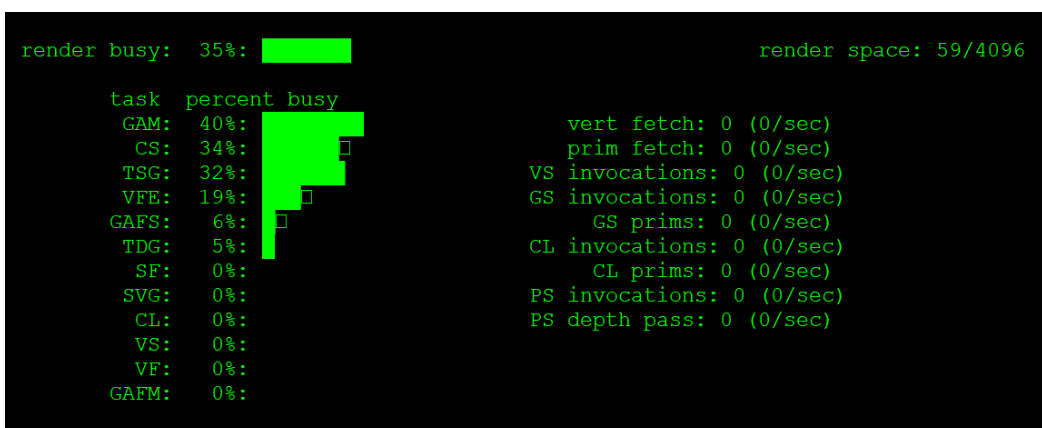 render busy: 35%: render space: 59/4096
task percent busy
GAM: 40%: vert fetch: 0 (0/sec)
CS: 34%: prim fetch: 0 (0/sec)
TSG: 32%: VS invocations: 0 (0/sec)
VFE: 19%: GS invocations: 0 (0/sec)
GAFS: 6%: GS prims: 0 (0/sec)
TDG: 5%: CL invocations: 0 (0/sec)
SF: 0%: CL prims: 0 (0/sec)
SVG: 0%: PS invocations: 0 (0/sec)
CL: 0%: PS depth pass: 0 (0/sec)
VS: 0%:
VF: 0%:
GAFM: 0%: